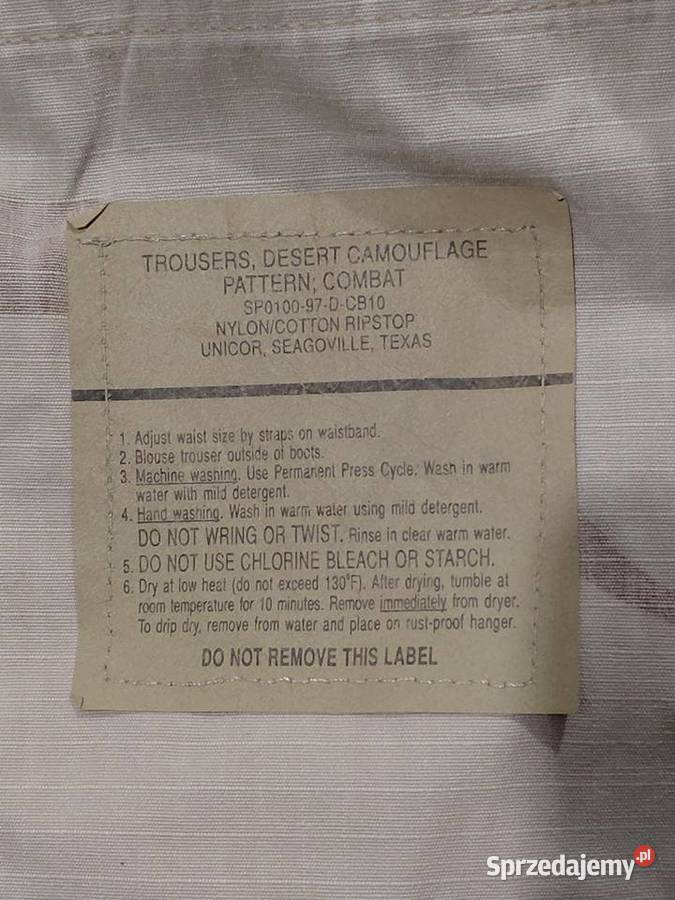 TROUSERS, DESERT CAMOUFLAGE
PATTERN; COMBAT
SP0100-97-D-CB10
NYLON/COTTON RIPSTOP
UNICOR, SEAGOVILLE, TEXAS
1. Adjust waist size by straps on waistband.
2. Blouse trouser outside of boots.
3. Machine washing. Use Permanent Press Cycle. Wash in warm
water with mild detergent.
4. Hand washing. Wash in warm water using mild detergent.
DO NOT WRING OR TWIST. Rinse in clear warm water.
5. DO NOT USE CHLORINE BLEACH OR STARCH.
6. Dry at low heat (do not exceed 130°F). After drying, tumble at
room temperature for 10 minutes. Remove immediately from dryer.
To drip dry, remove from water and place on rust-proof hanger.
DO NOT REMOVE THIS LABEL
Sprzedajemy.pl